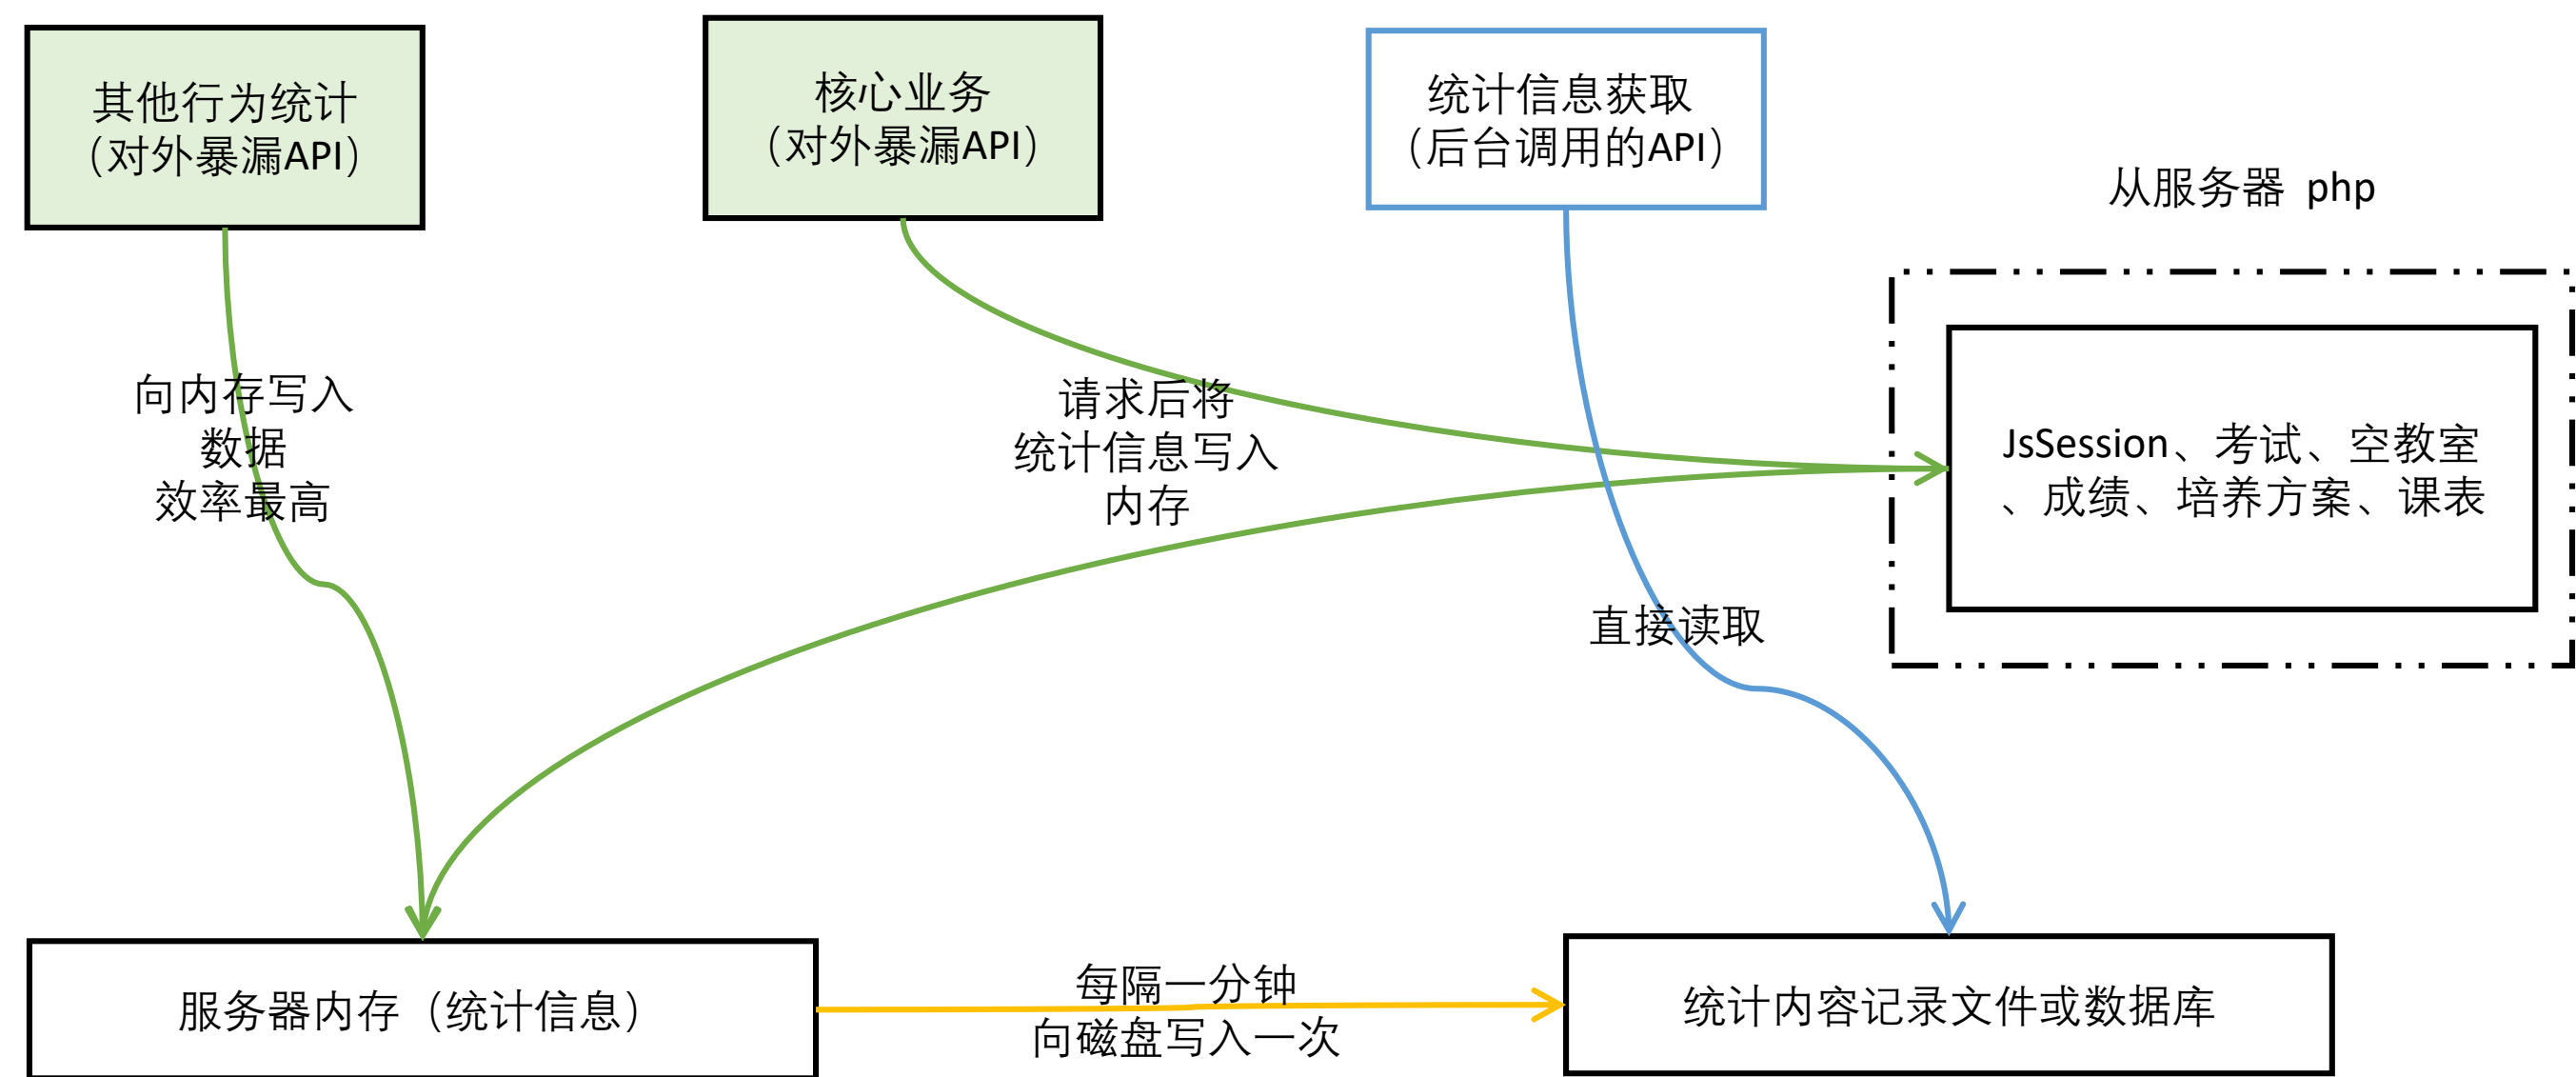 其他行为统计
（对外暴漏API）
核心业务
（对外暴漏API）
统计信息获取
（后台调用的API）
从服务器 php
向内存写入
数据
效率最高
请求后将
统计信息写入
内存
JsSession、考试、空教室
、成绩、培养方案、课表
直接读取
服务器内存（统计信息）
每隔一分钟
向磁盘写入一次
统计内容记录文件或数据库